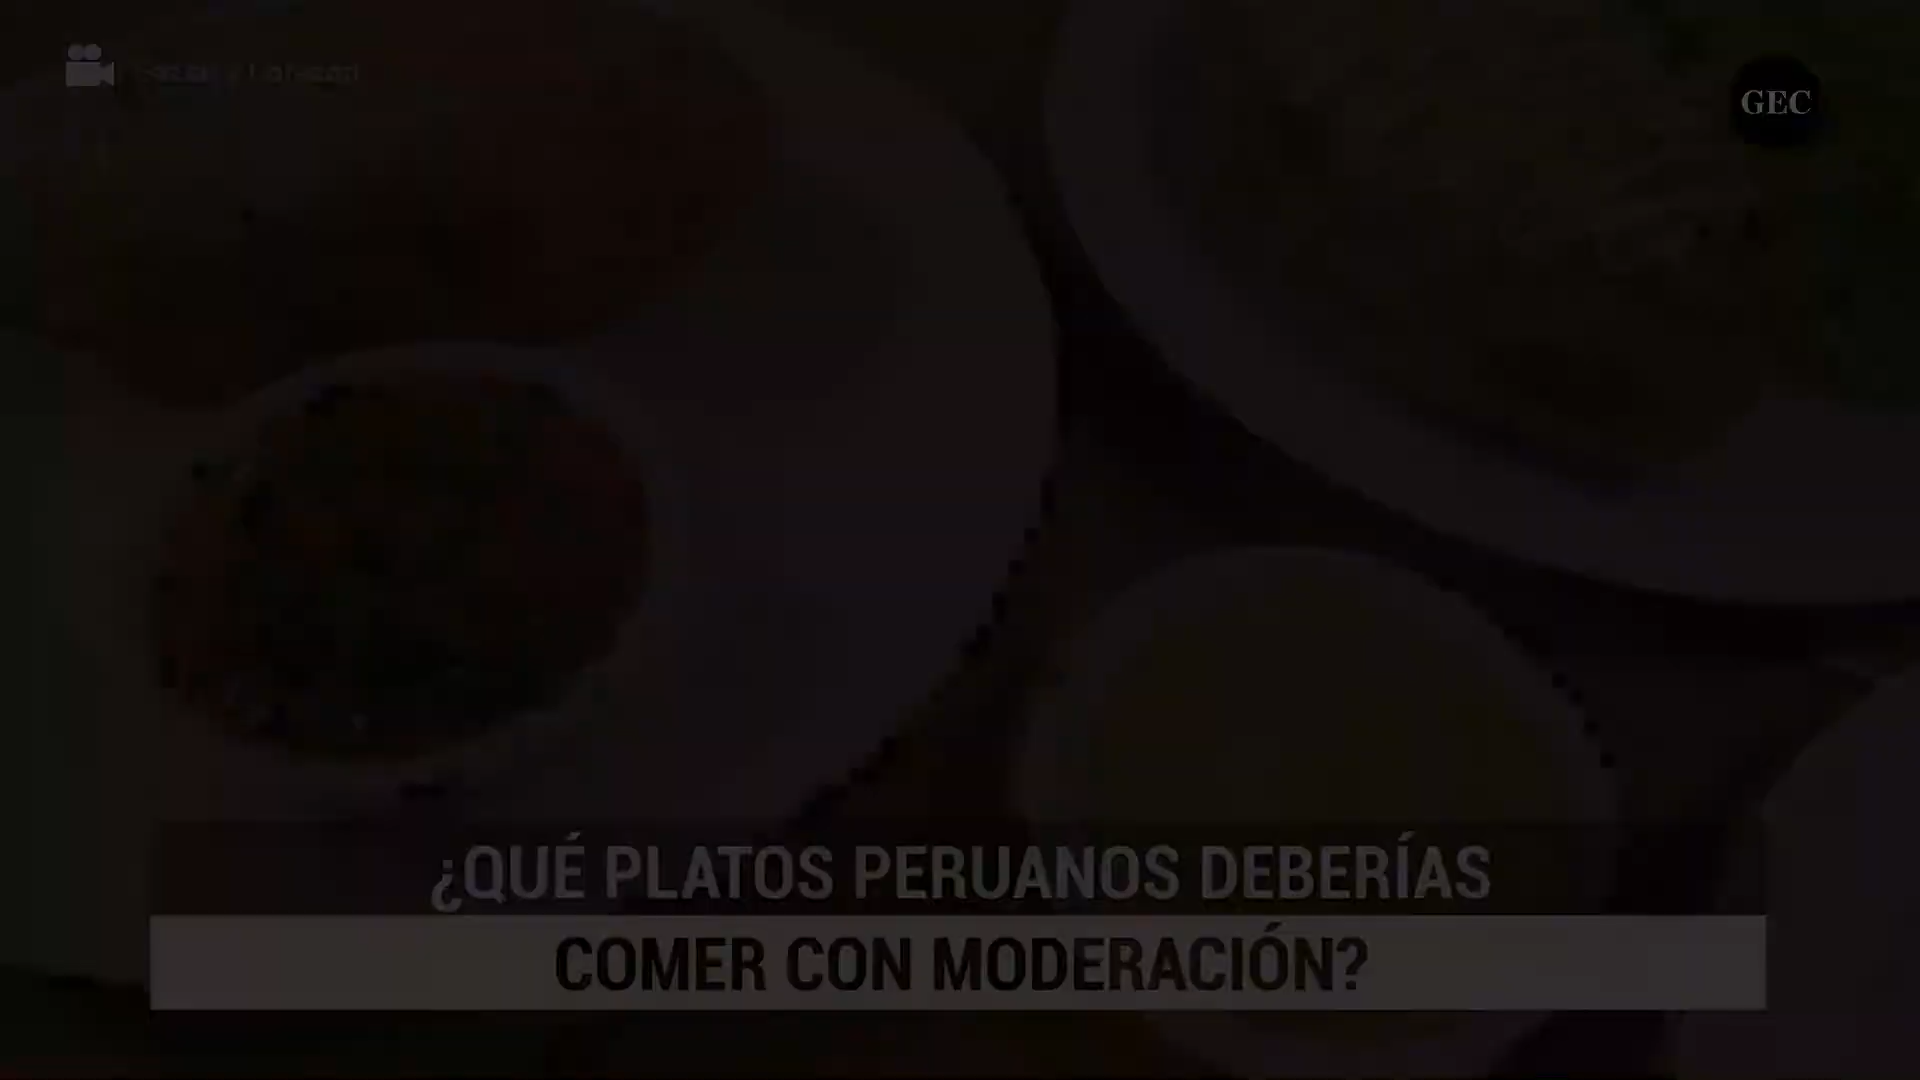 GEC
¿QUÉ PLATOS PERUANOS DEBERÍAS
COMER CON MODERACIÓN?